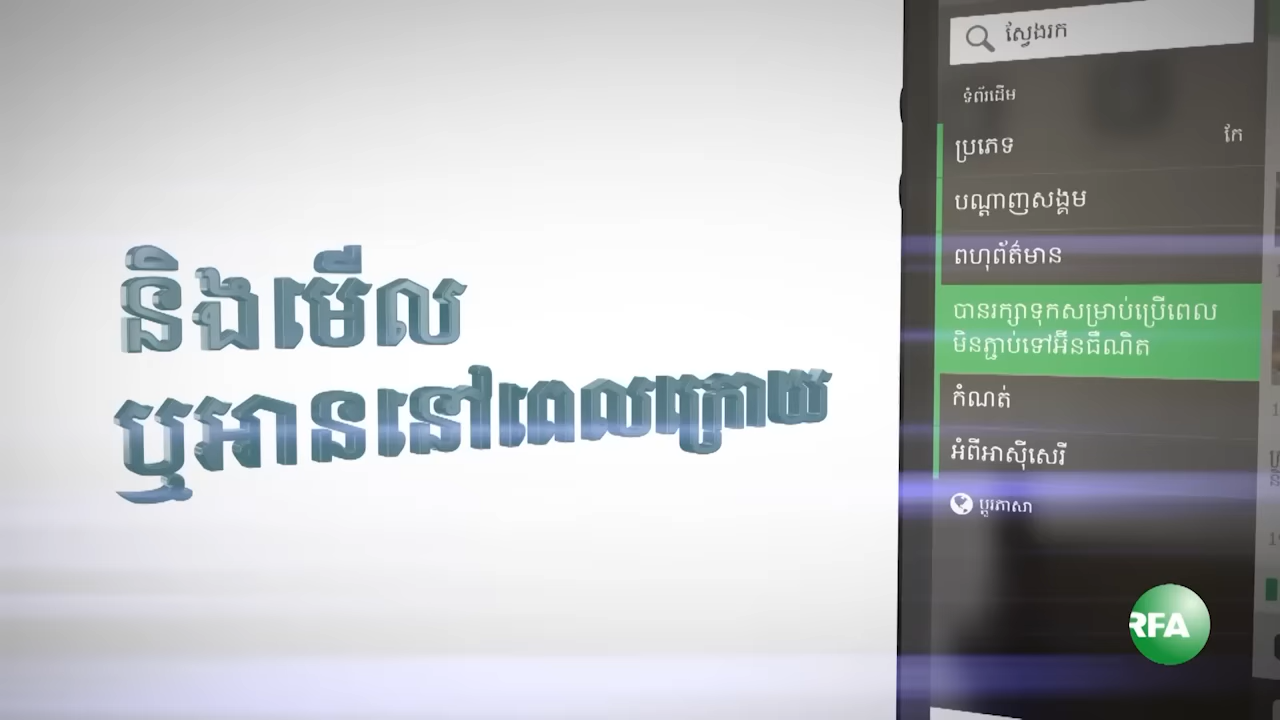 និងមើល
ឬអាននៅពេលក្រោយ
ស្វែងរក
ទំព័រដើម
ប្រភេទ
កែ
បណ្ដាញសង្គម
ពហុព័ត៌មាន
បានរក្សាទុកសម្រាប់ប្រើពេល
មិនភ្ជាប់ទៅអ៊ីនធឺណិត
កំណត់
អំពីអាស៊ីសេរី
ប្ដូរភាសា
RFA